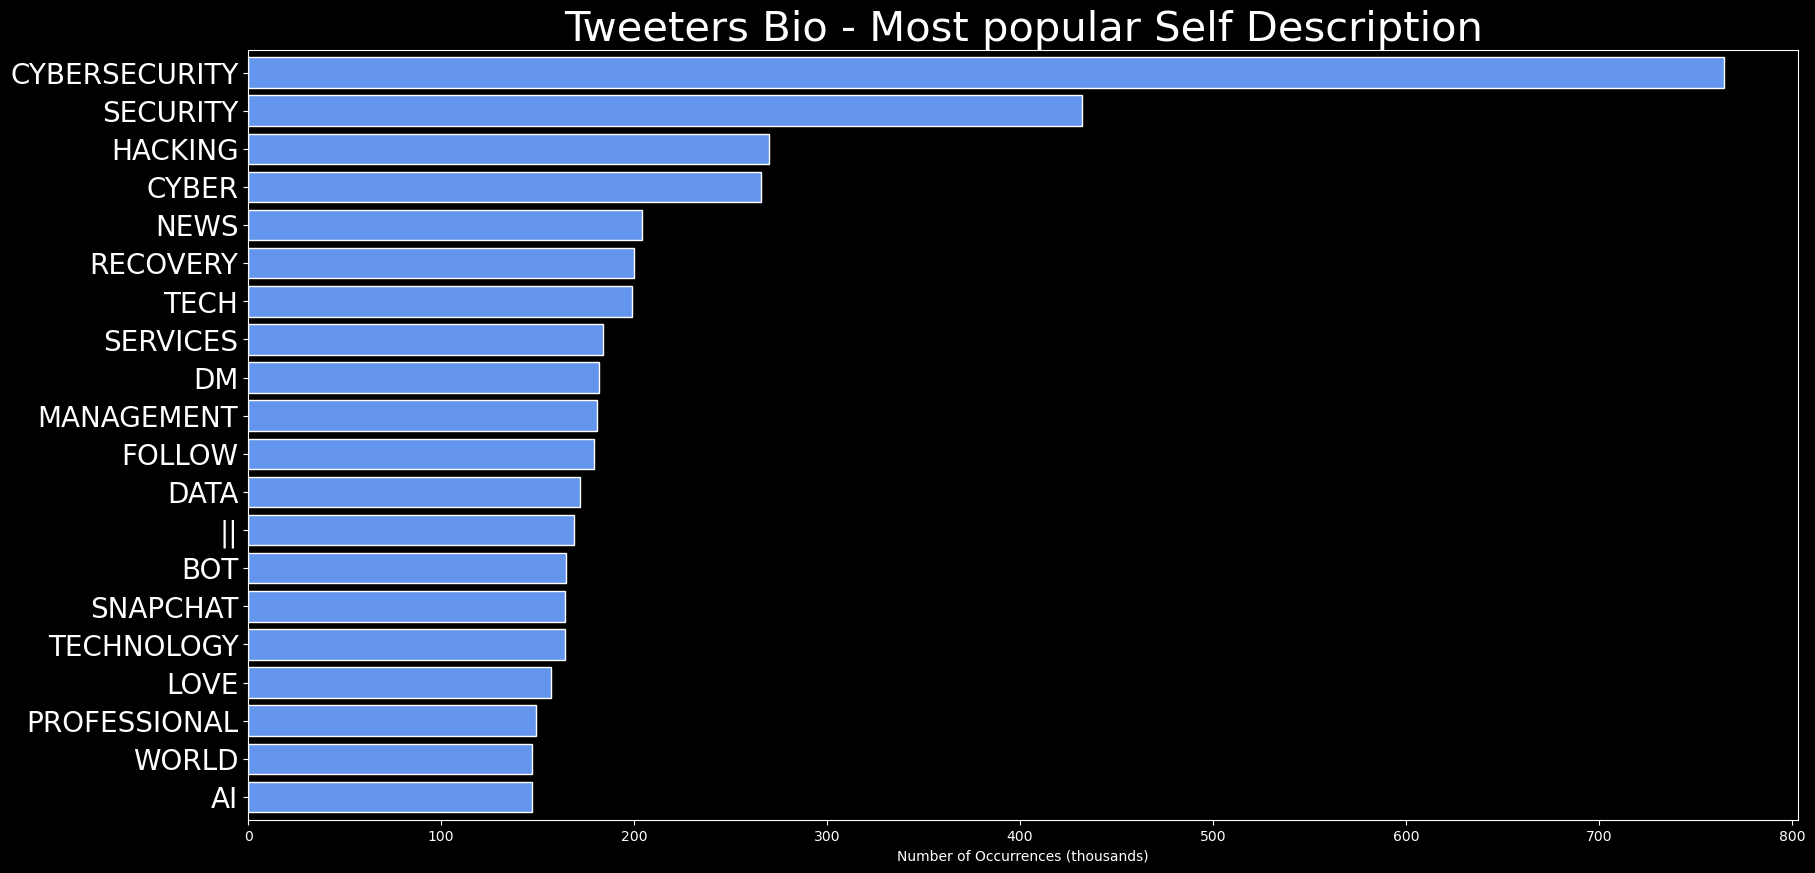 Tweeters Bio - Most popular Self Description
CYBERSECURITY
SECURITY
HACKING
CYBER
NEWS
RECOVERY
TECH
SERVICES
DM
MANAGEMENT
FOLLOW
DATA
||
BOT
SNAPCHAT
TECHNOLOGY
LOVE
PROFESSIONAL
WORLD
AI
0 100 200 300 400 500 600 700 800
Number of Occurrences (thousands)